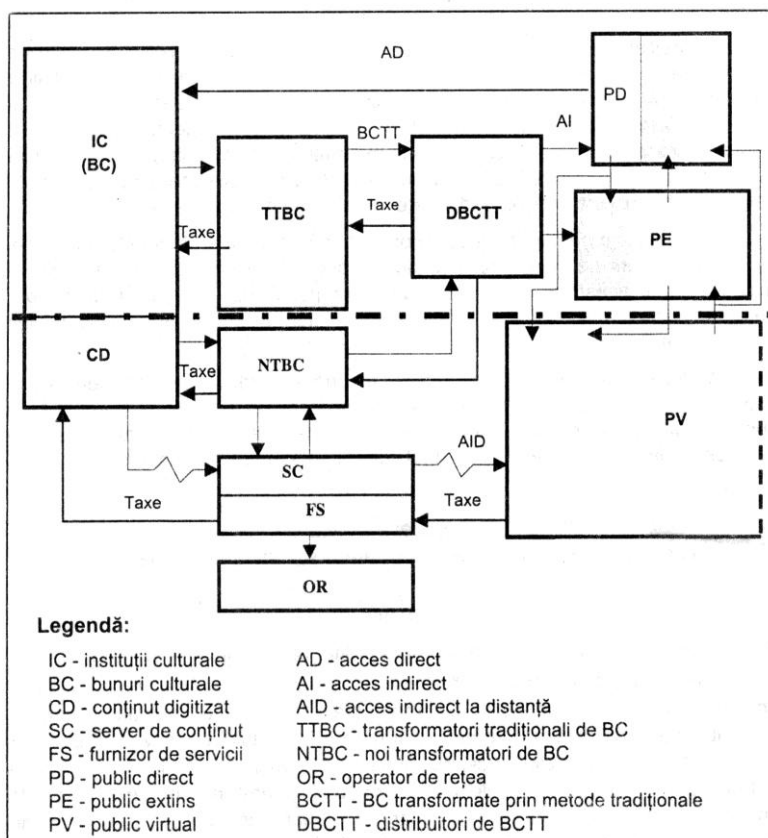 AD
PD
IC
(BC)
BCTT
AI
TTBC
Taxe
DBCTT
Taxe
PE
CD
NTBC
Taxe
PV
SC
AID
FS
Taxe
Taxe
OR
Legendă:
IC - instituții culturale
BC - bunuri culturale
CD - conținut digitizat
SC - server de conținut
FS - furnizor de servicii
PD - public direct
PE - public extins
PV - public virtual
AD - acces direct
AI - acces indirect
AID - acces indirect la distanță
TTBC - transformatori tradiționali de BC
NTBC - noi transformatori de BC
OR - operator de rețea
BCTT - BC transformate prin metode tradiționale
DBCTT - distribuitori de BCTT